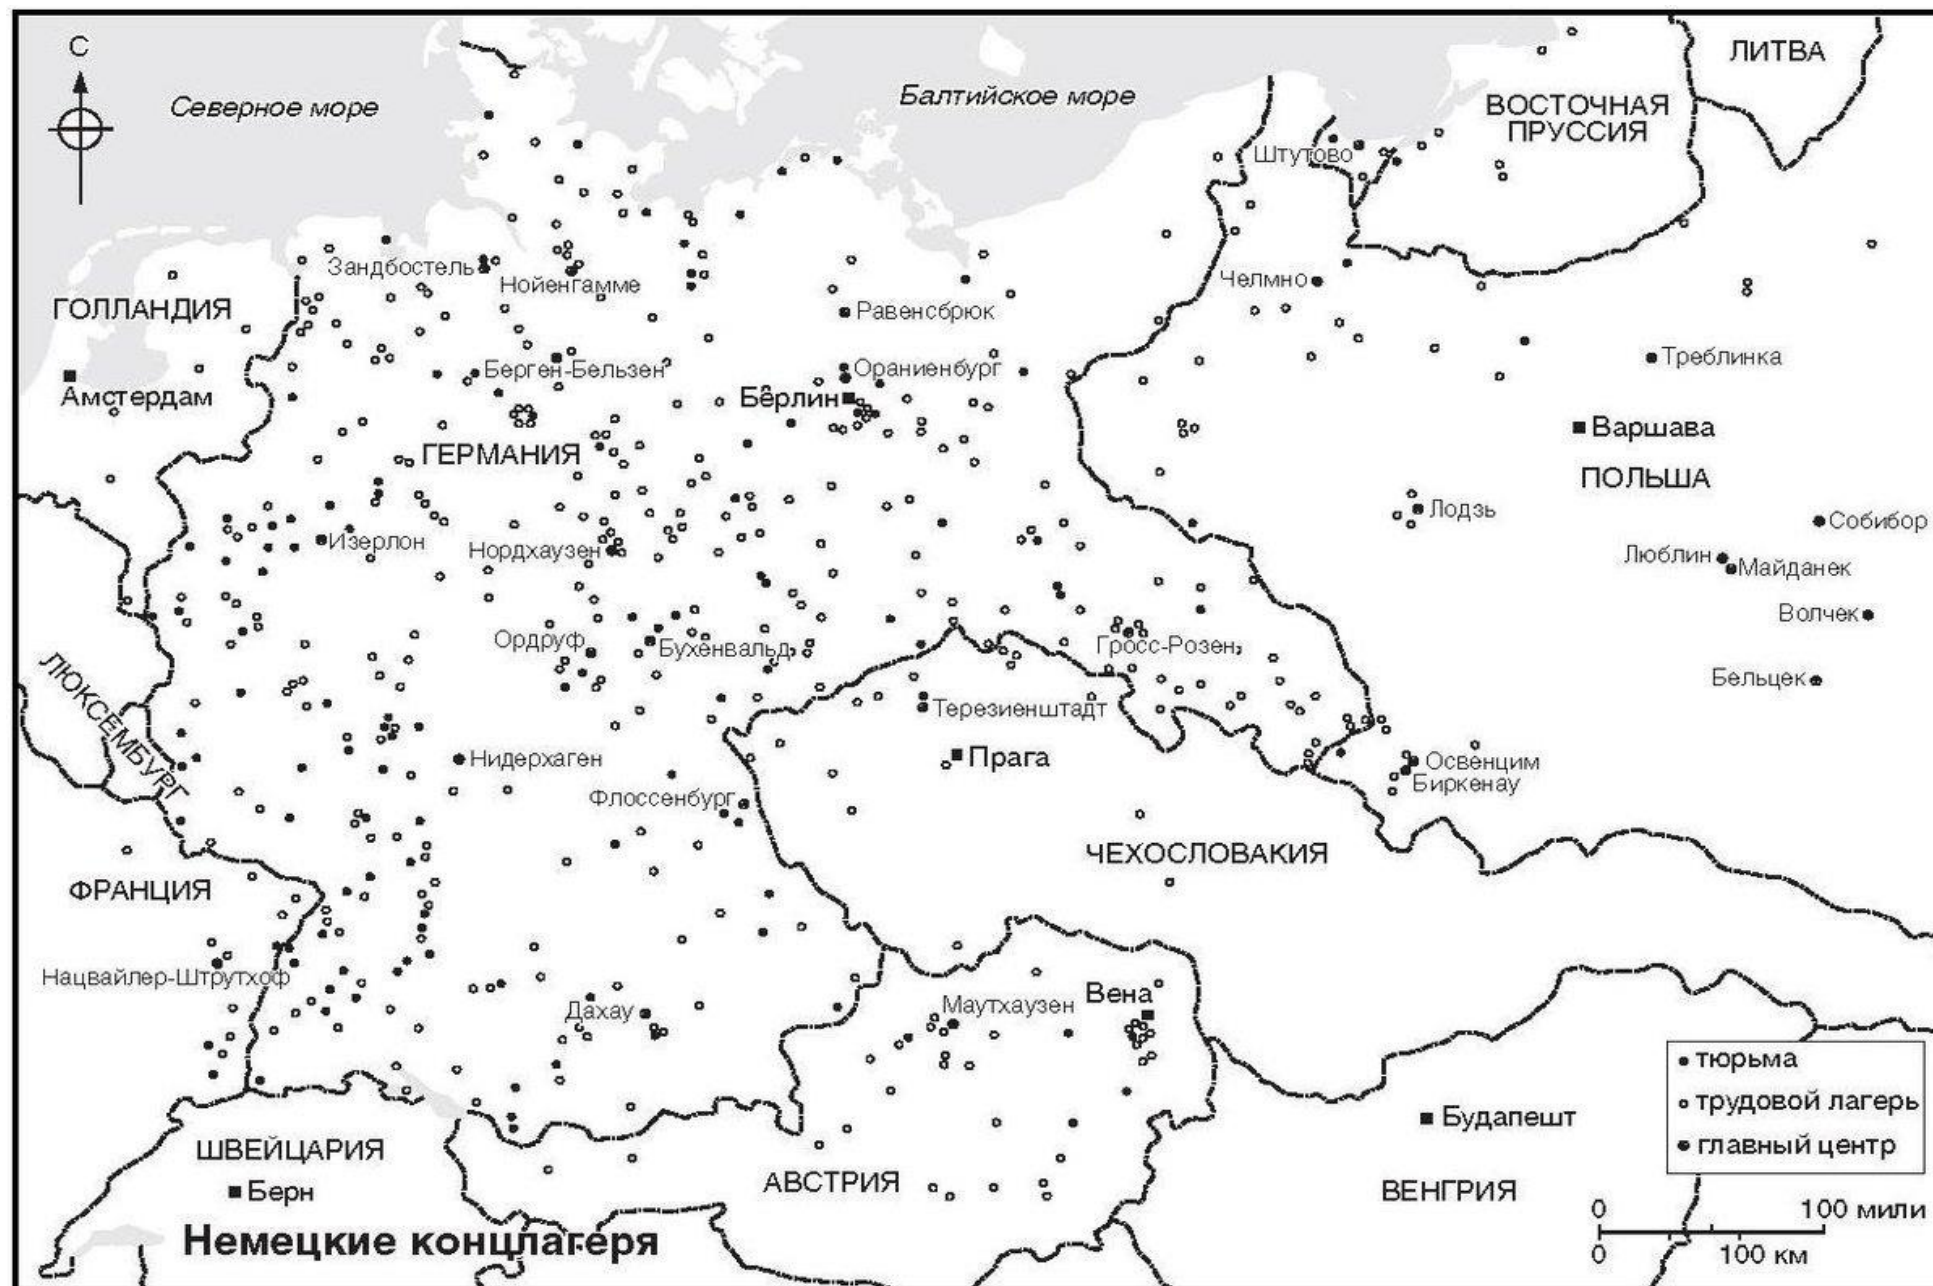 С
Северное море
Балтийское море
ЛИТВА
ВОСТОЧНАЯ
ПРУССИЯ
Штутово
Зандбостель
Нойенгамме
Челмно
ГОЛЛАНДИЯ
Равенсбрюк
Треблинка
Берген-Бельзен
Ораниенбург
Амстердам
Берлин
Варшава
ГЕРМАНИЯ
ПОЛЬША
Лодзь
Собибор
Изерлон
Нордхаузен
Люблин
Майданек
Волчек
Ордруф
Бухенвальд
Гросс-Розен
ЛЮКСЕМБУРГ
Бельцек
Терезиенштадт
Нидерхаген
Прага
Освенцим
Биркенау
Флоссенбург
ЧЕХОСЛОВАКИЯ
ФРАНЦИЯ
Нацвайлер-Штрутхоф
Дахау
Маутхаузен
Вена
тюрьма
трудовой лагерь
главный центр
Будапешт
ШВЕЙЦАРИЯ
Берн
АВСТРИЯ
ВЕНГРИЯ
0 100 мили
0 100 км
Немецкие концлагеря